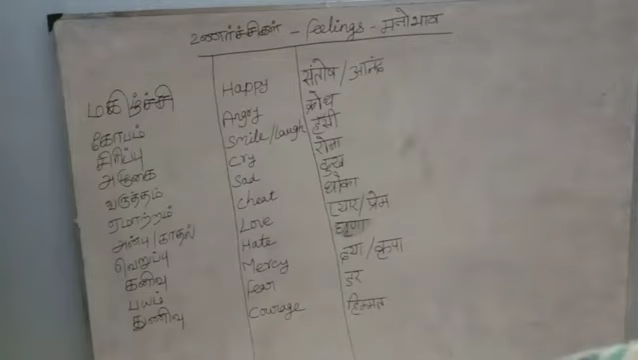 உணர்ச்சிகள் - Feelings - मनोभाव
மகிழ்ச்சி Happy संतोष/आनंद
கோபம் Angry क्रोध
சிரிப்பு Smile/laugh हंसी
அழுகை Cry रोना
வருத்தம் Sad दुख
ஏமாற்றம் Cheat धोका
அன்பு/காதல் Love प्यार/प्रेम
வெறுப்பு Hate घृणा
கனிவு Mercy दया/कृपा
பயம் Fear डर
துணிவு Courage हिम्मत